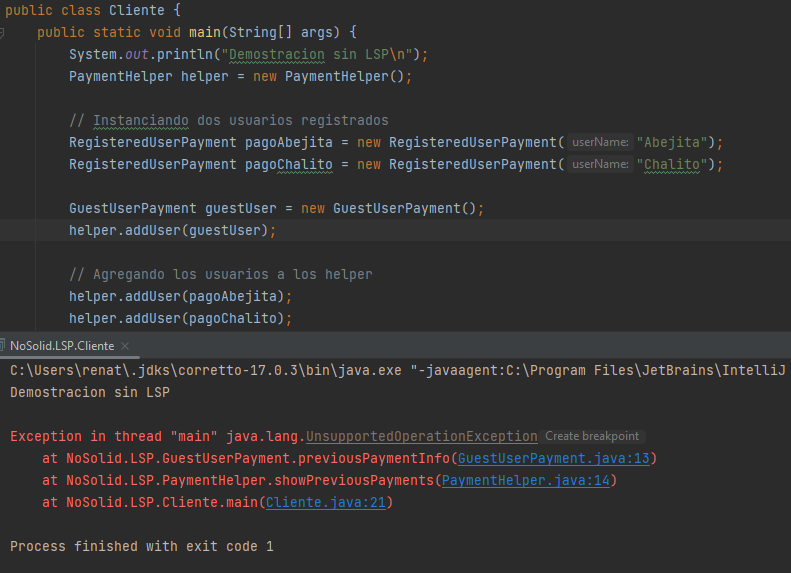 public class Cliente {
public static void main(String[] args) {
System.out.println("Demostracion sin LSP\n");
PaymentHelper helper = new PaymentHelper();
// Instanciando dos usuarios registrados
RegisteredUserPayment pagoAbejita = new RegisteredUserPayment( userName: "Abejita");
RegisteredUserPayment pagoChalito = new RegisteredUserPayment( userName: "Chalito");
GuestUserPayment guestUser = new GuestUserPayment();
helper.addUser(guestUser);
// Agregando los usuarios a los helper
helper.addUser(pagoAbejita);
helper.addUser(pagoChalito);
NoSolid.LSP.Cliente ×
C:\Users\renat\.jdks\corretto-17.0.3\bin\java.exe "-javaagent:C:\Program Files\JetBrains\IntelliJ
Demostracion sin LSP
Exception in thread "main" java.lang.UnsupportedOperationException Create breakpoint
at NoSolid.LSP.GuestUserPayment.previousPaymentInfo(GuestUserPayment.java:13)
at NoSolid.LSP.PaymentHelper.showPreviousPayments(PaymentHelper.java:14)
at NoSolid.LSP.Cliente.main(Cliente.java:21)
Process finished with exit code 1